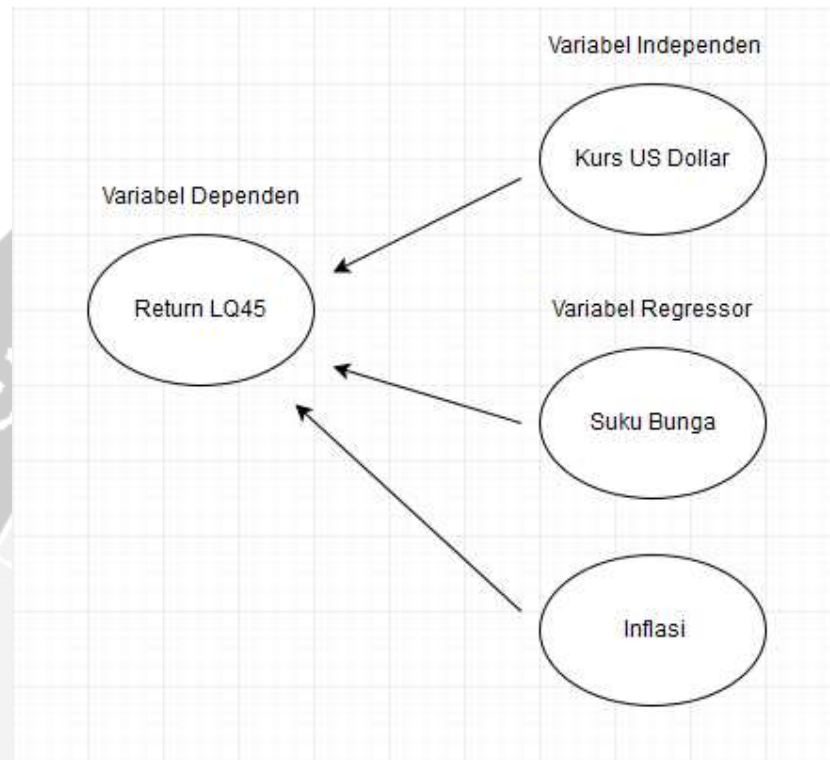 Variabel Independen
Kurs US Dollar
Variabel Dependen
Return LQ45
Variabel Regressor
Suku Bunga
Inflasi